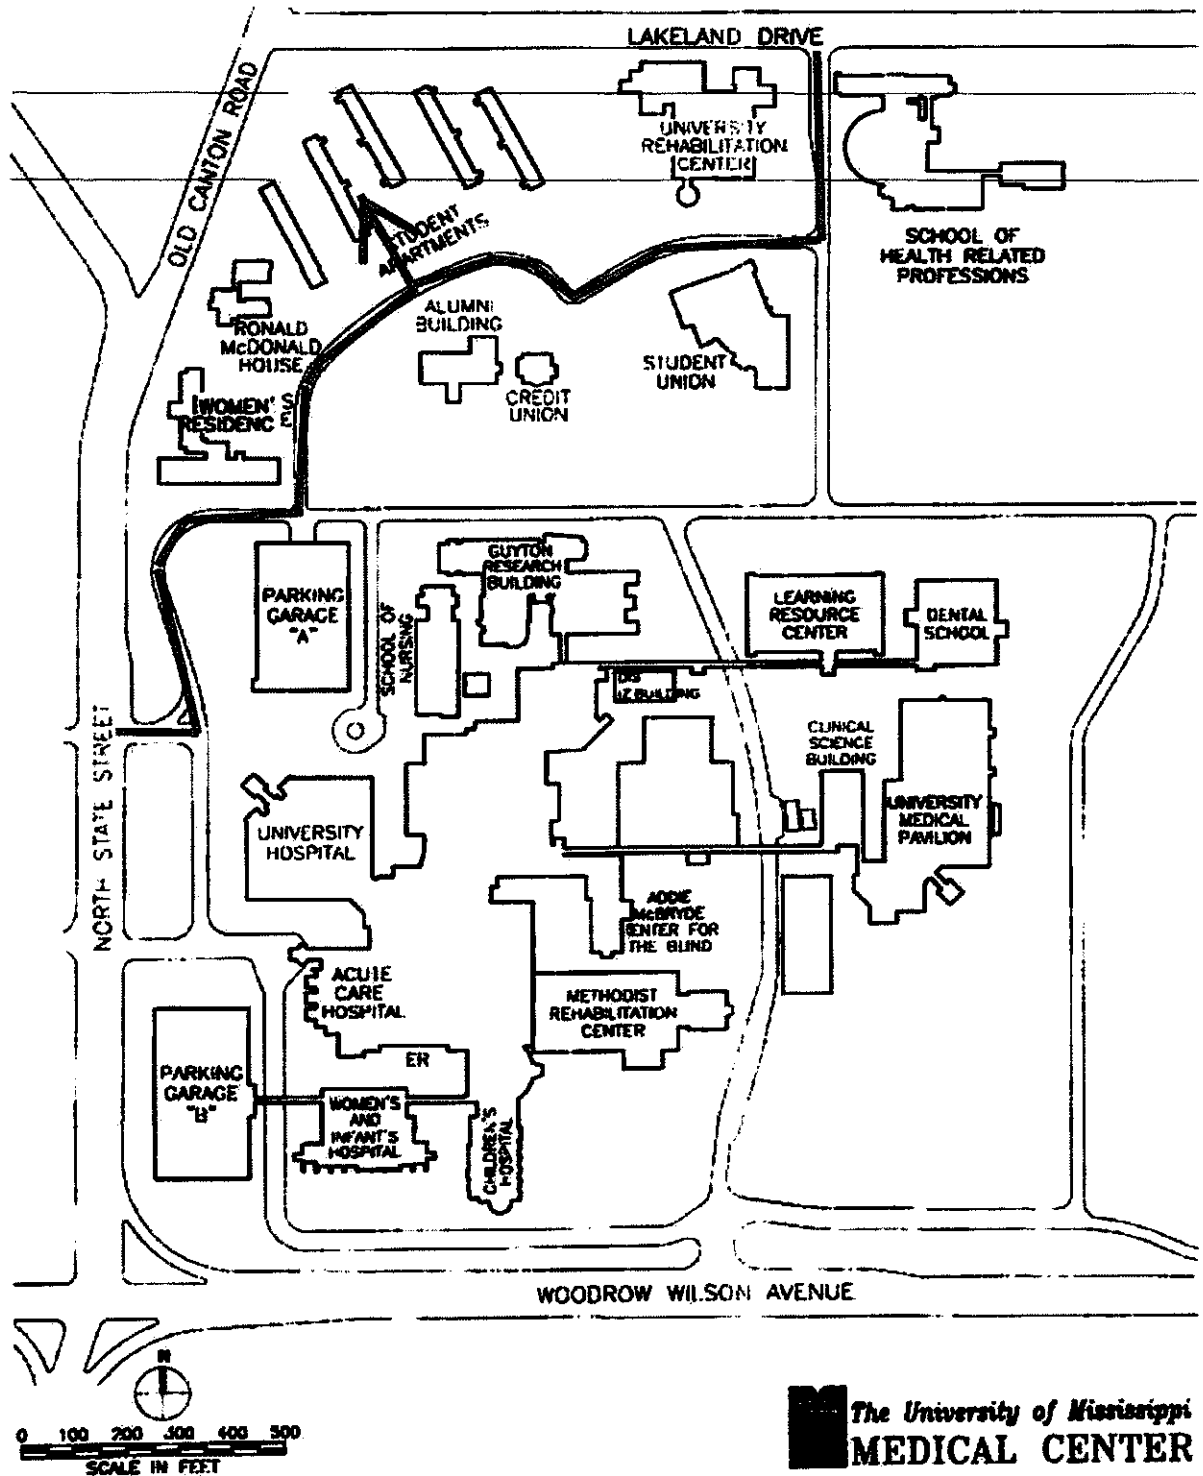 LAKELAND DRIVE
OLD CANTON ROAD
UNIVERSITY
REHABILITATION
CENTER
STUDENT
APARTMENTS
SCHOOL OF
HEALTH RELATED
PROFESSIONS
RONALD
McDONALD
HOUSE
ALUMNI
BUILDING
CREDIT
UNION
STUDENT
UNION
WOMEN'S
RESIDENCE
PARKING
GARAGE
"A"
SCHOOL OF
NURSING
GUYTON
RESEARCH
BUILDING
LEARNING
RESOURCE
CENTER
DENTAL
SCHOOL
BUILDING
NORTH STATE STREET
CLINICAL
SCIENCE
BUILDING
UNIVERSITY
MEDICAL
PAVILION
UNIVERSITY
HOSPITAL
ADDIE
McBRYDE
CENTER FOR
THE BLIND
ACUTE
CARE
HOSPITAL
METHODIST
REHABILITATION
CENTER
ER
PARKING
GARAGE
"B"
WOMEN'S
AND
INFANT'S
HOSPITAL
CHILDREN'S
HOSPITAL
WOODROW WILSON AVENUE
N
0 100 200 300 400 500
SCALE IN FEET
The University of Mississippi
MEDICAL CENTER